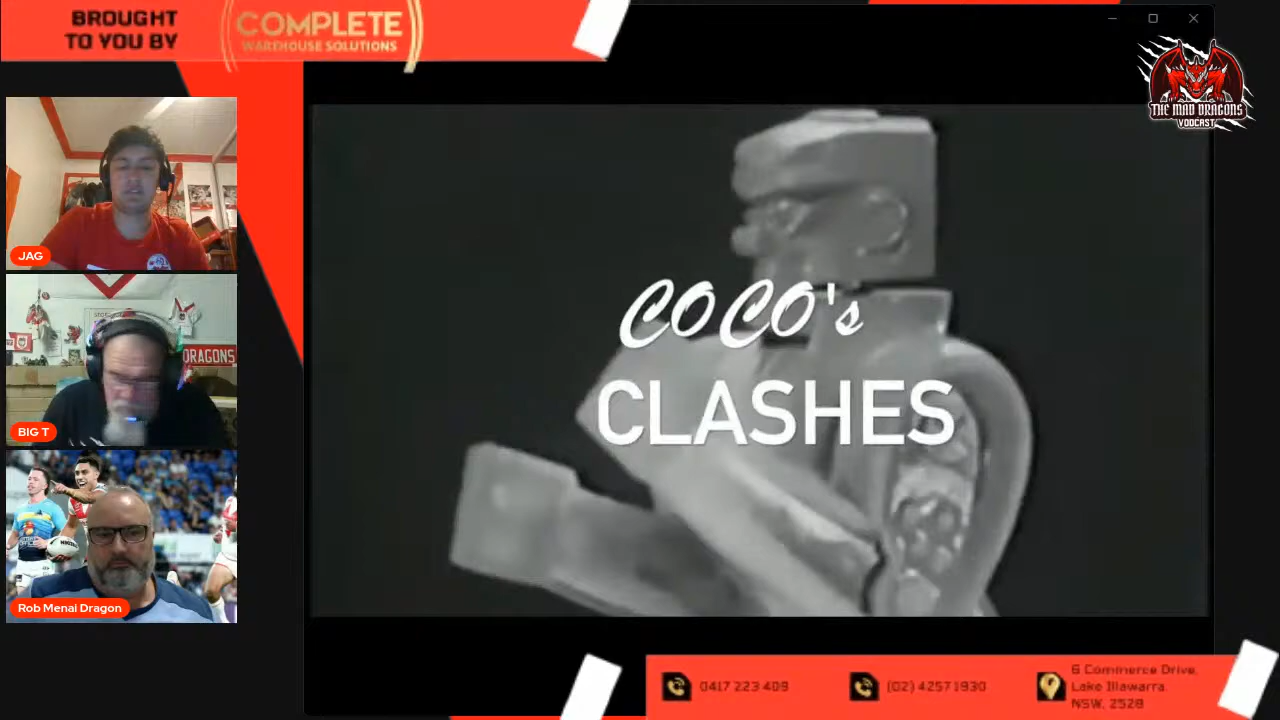 BROUGHT
TO YOU BY
COMPLETE
WAREHOUSE SOLUTIONS
THE MAD DRAGONS
VODCAST
JAG
DRAGONS
BIG T
Rob Menai Dragon
COCO's
CLASHES
0417 223 409
(02) 4257 1930
6 Commerce Drive,
Lake Illawarra,
NSW, 2528